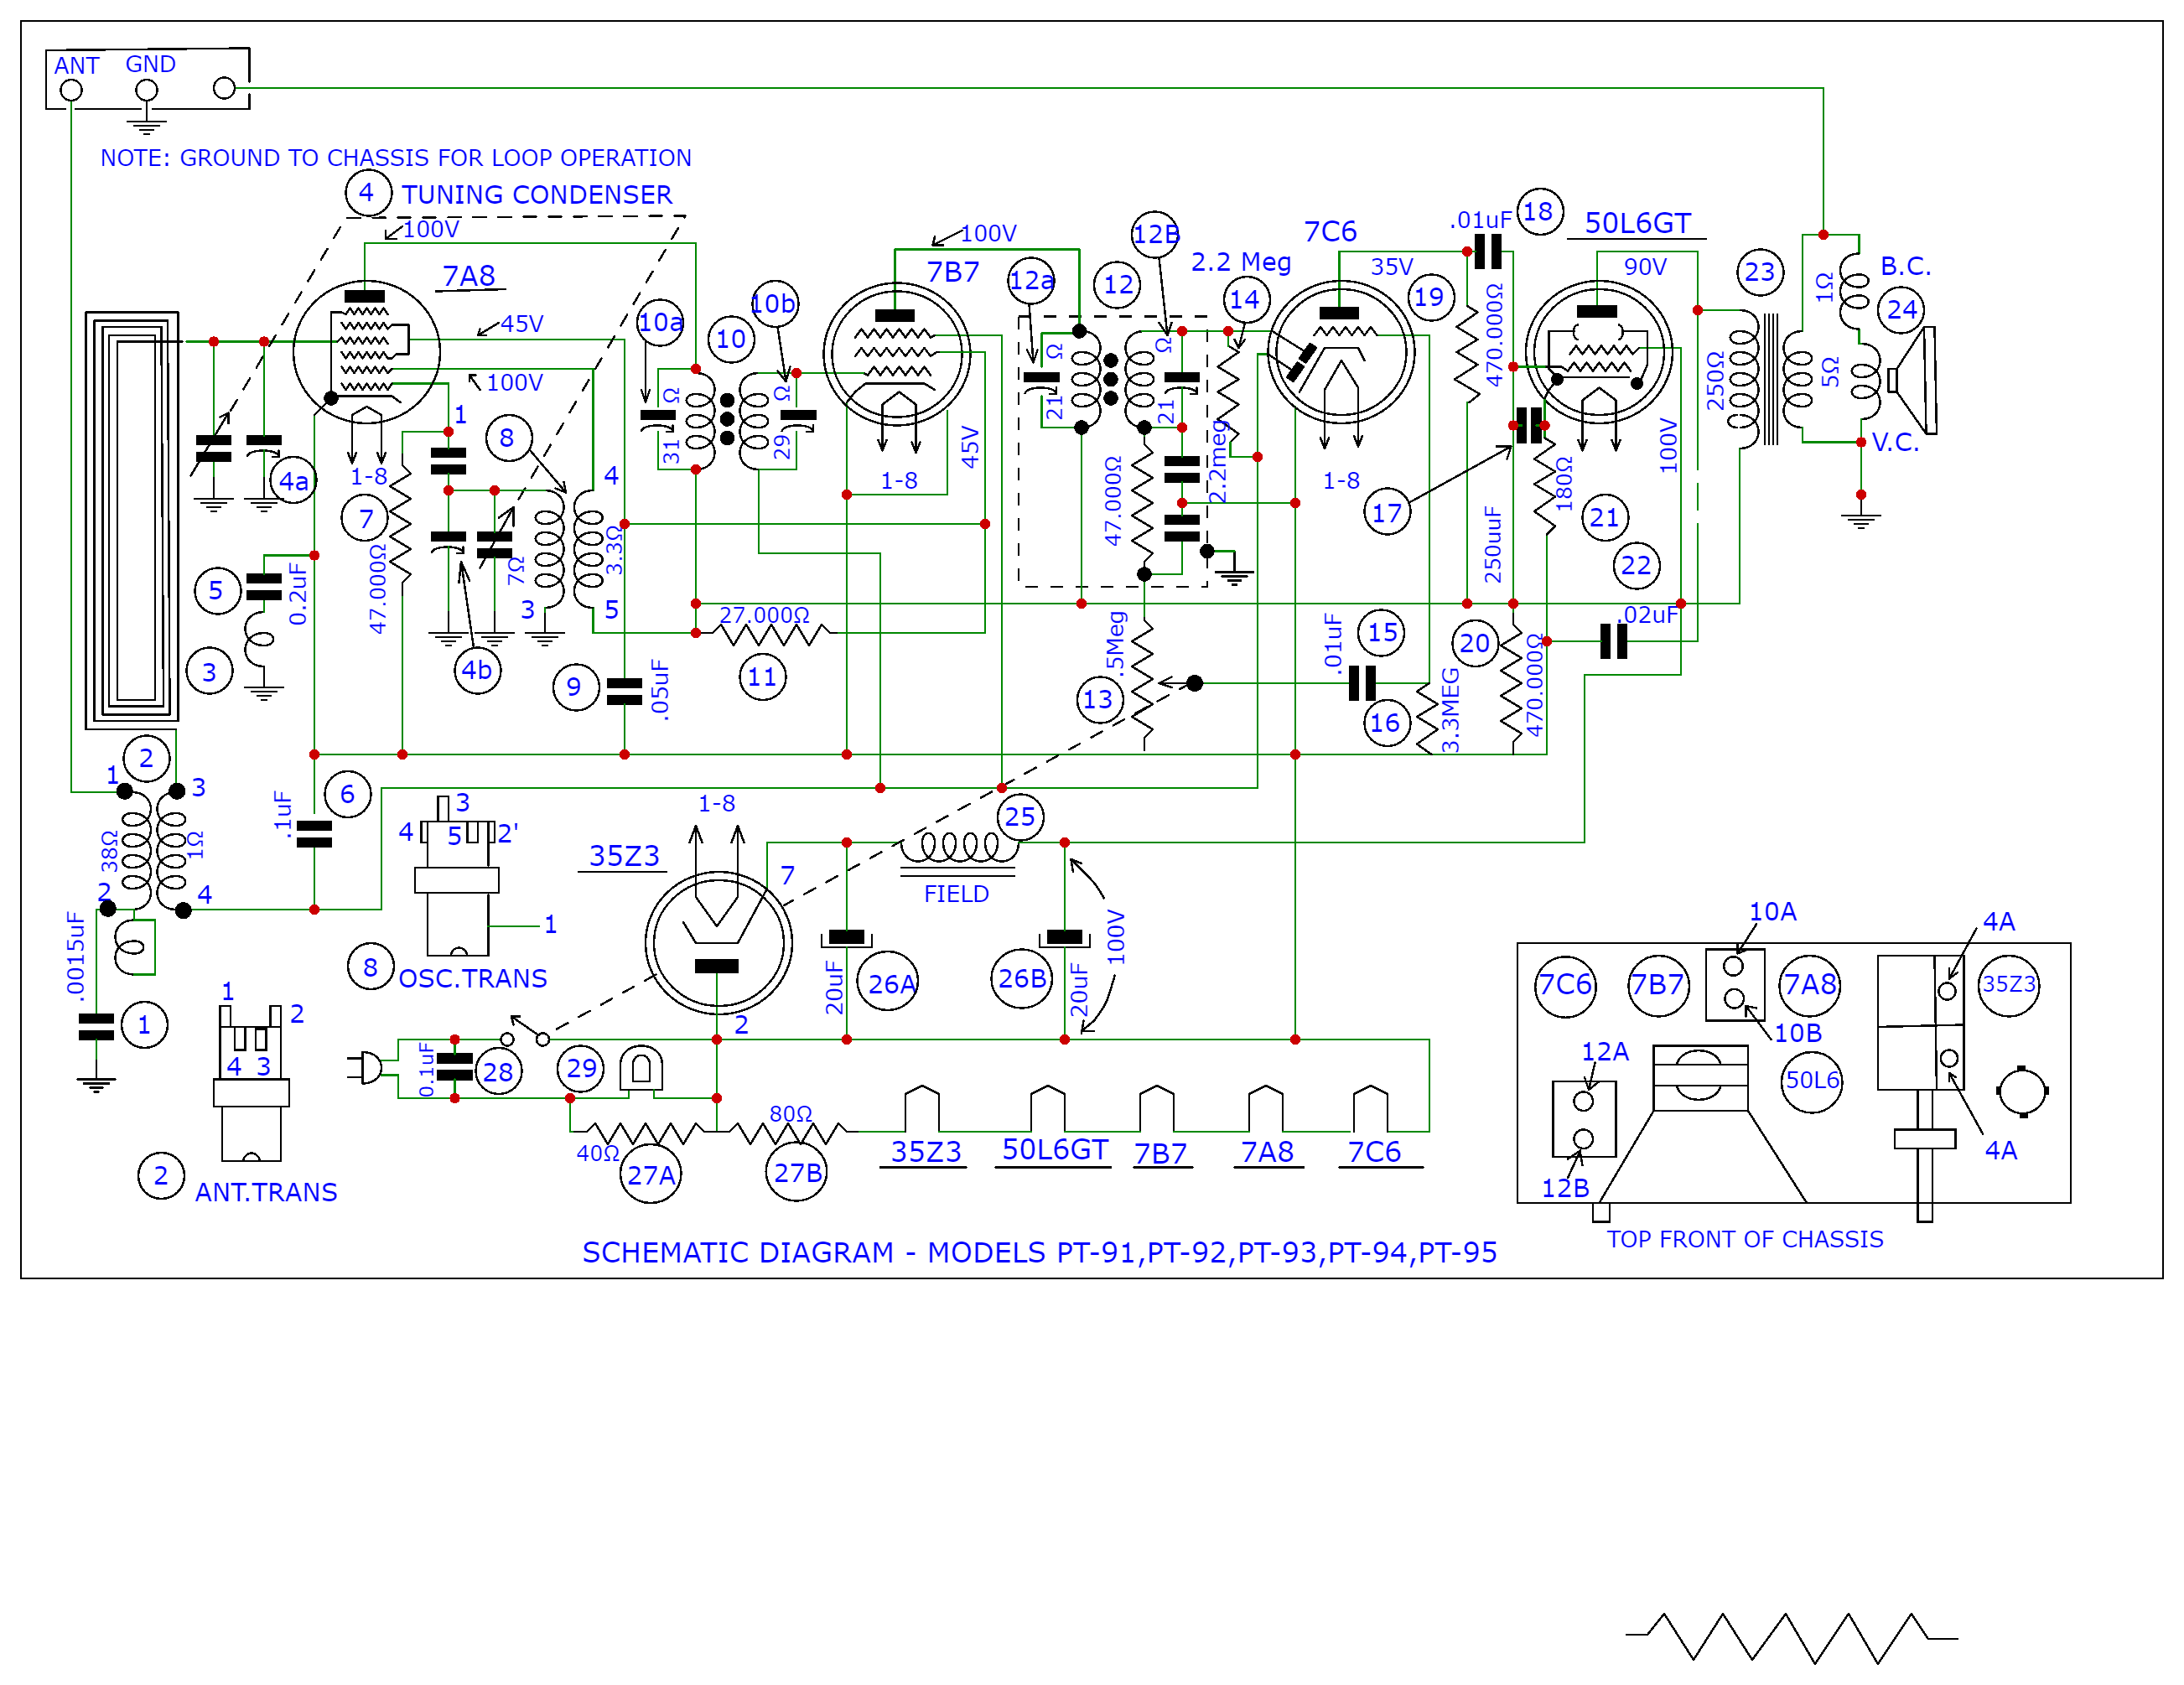 ANT GND
NOTE: GROUND TO CHASSIS FOR LOOP OPERATION
4 TUNING CONDENSER
100V
7A8
45V
100V
1
8
1-8
4a
7
47.000Ω
5
0.2uF
3
4b
7Ω
3
4
3.3Ω
5
9
.05uF
10a
10
10b
31 Ω
29 Ω
27.000Ω
11
100V
7B7
45V
1-8
12a
12
12B
21 Ω
21 Ω
47.000Ω
2.2 Meg
14
2.2meg
7C6
35V
1-8
19
470.000Ω
.01uF
18
50L6GT
90V
17
250uuF
180Ω
21
22
100V
.02uF
23
250Ω
5Ω
1Ω
B.C.
24
V.C.
.5Meg
13
.01uF
15
16
3.3MEG
20
470.000Ω
2
1
3
38Ω
1Ω
2
4
.0015uF
1
6
.1uF
3
4
5
2'
1
8
OSC.TRANS
1
2
4 3
2
ANT.TRANS
1-8
35Z3
7
2
25
FIELD
20uF
26A
26B
20uF
100V
0.1uF
28
29
40Ω
27A
80Ω
27B
35Z3
50L6GT
7B7
7A8
7C6
10A
4A
7C6
7B7
7A8
35Z3
10B
12A
50L6
12B
4A
TOP FRONT OF CHASSIS
SCHEMATIC DIAGRAM - MODELS PT-91,PT-92,PT-93,PT-94,PT-95